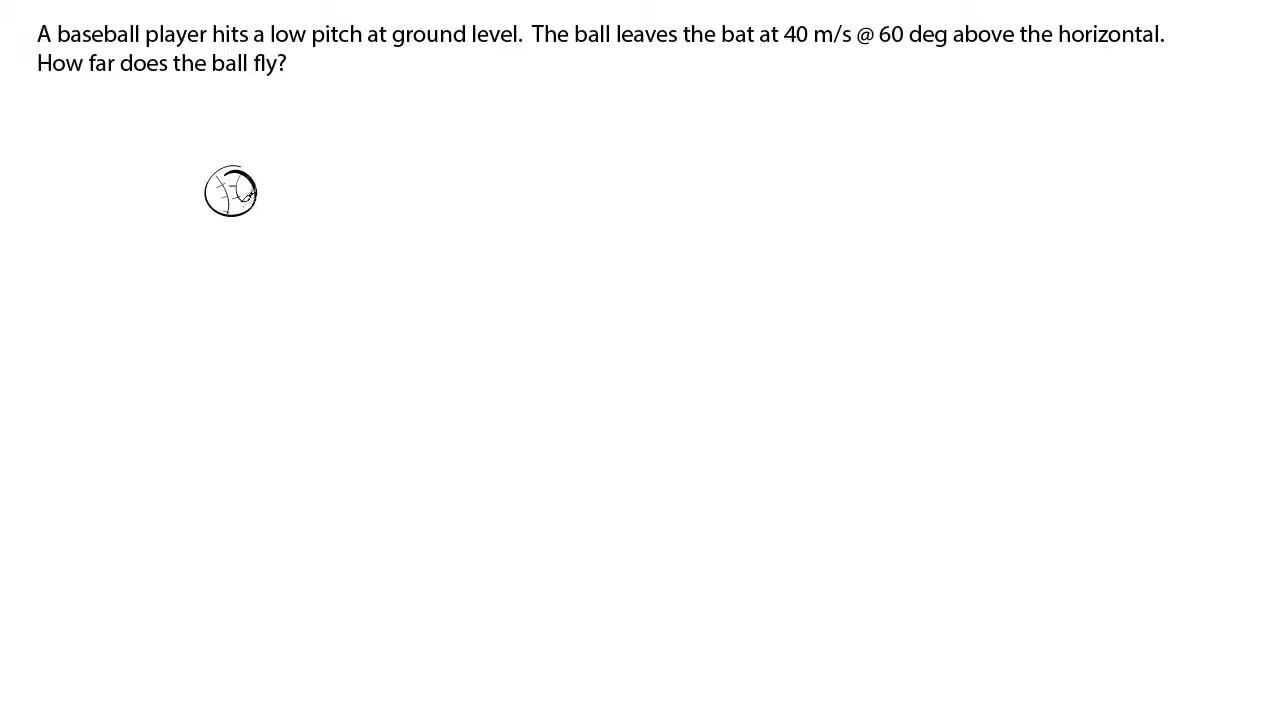 A baseball player hits a low pitch at ground level.  The ball leaves the bat at 40 m/s @ 60 deg above the horizontal.
How far does the ball fly?